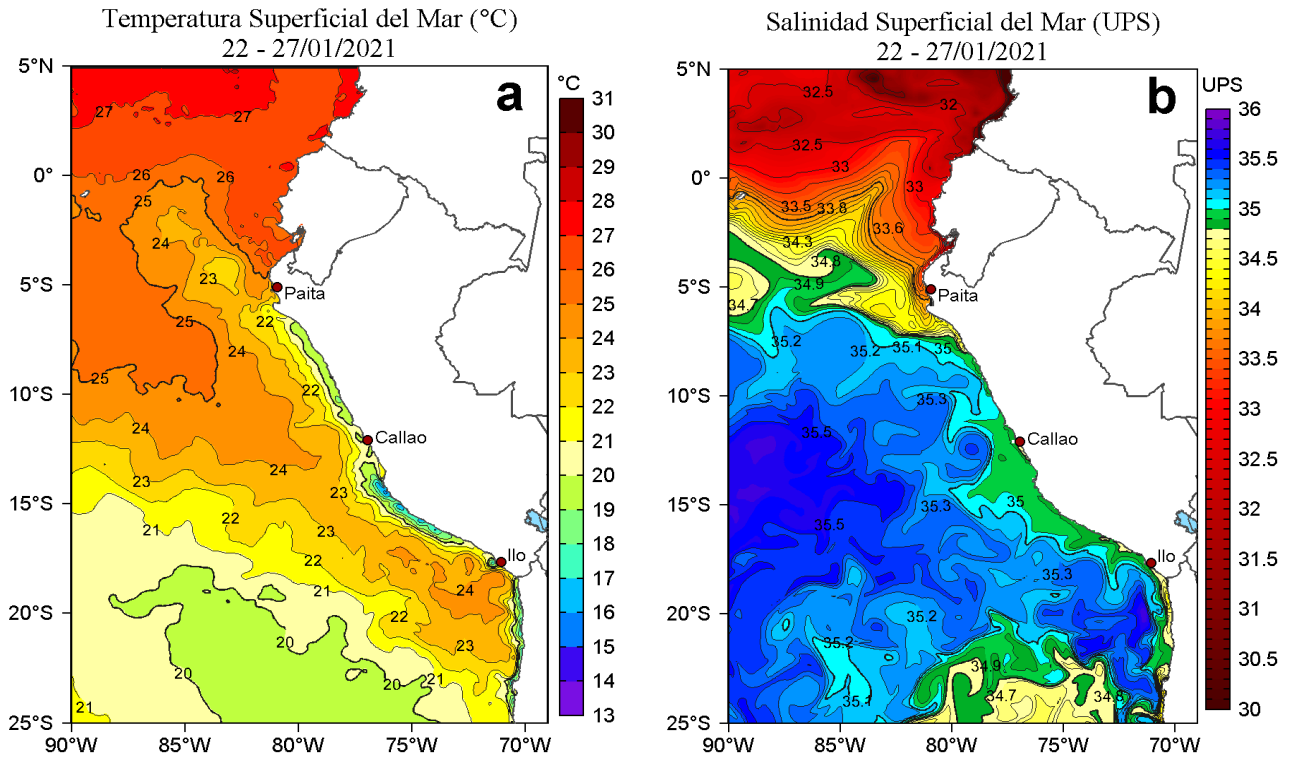 Temperatura Superficial del Mar (°C)
22 - 27/01/2021
5°N
0°
5°S
10°S
15°S
20°S
25°S
90°W
85°W
80°W
75°W
70°W
a
27
27
26
26
25
24
23
25
22
24
25
22
24
24
23
23
22
23
21
22
21
24
22
20
23
20
20
21
21
Paita
Callao
Ilo
°C
31
30
29
28
27
26
25
24
23
22
21
20
19
18
17
16
15
14
13
Salinidad Superficial del Mar (UPS)
22 - 27/01/2021
5°N
0°
5°S
10°S
15°S
20°S
25°S
90°W
85°W
80°W
75°W
70°W
b
32.5
32
32.5
33
33
33.5
33.8
33.6
34.3
34.8
34.9
34.7
35.2
35.2
35.1
35
35.3
35.5
35.3
35
35.5
35.3
35.2
35.2
34.9
35.1
34.7
34.8
Paita
Callao
Ilo
UPS
36
35.5
35
34.5
34
33.5
33
32.5
32
31.5
31
30.5
30